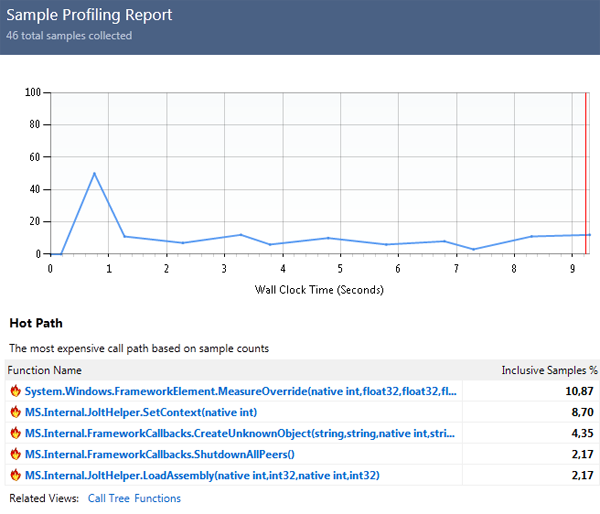 Sample Profiling Report
46 total samples collected
100
80
60
40
20
0
0 1 2 3 4 5 6 7 8 9
Wall Clock Time (Seconds)
Hot Path
The most expensive call path based on sample counts
Function Name Inclusive Samples %
System.Windows.FrameworkElement.MeasureOverride(native int,float32,float32,fl... 10,87
MS.Internal.JoltHelper.SetContext(native int) 8,70
MS.Internal.FrameworkCallbacks.CreateUnknownObject(string,string,native int,stri... 4,35
MS.Internal.FrameworkCallbacks.ShutdownAllPeers() 2,17
MS.Internal.JoltHelper.LoadAssembly(native int,int32,native int,int32) 2,17
Related Views: Call Tree Functions